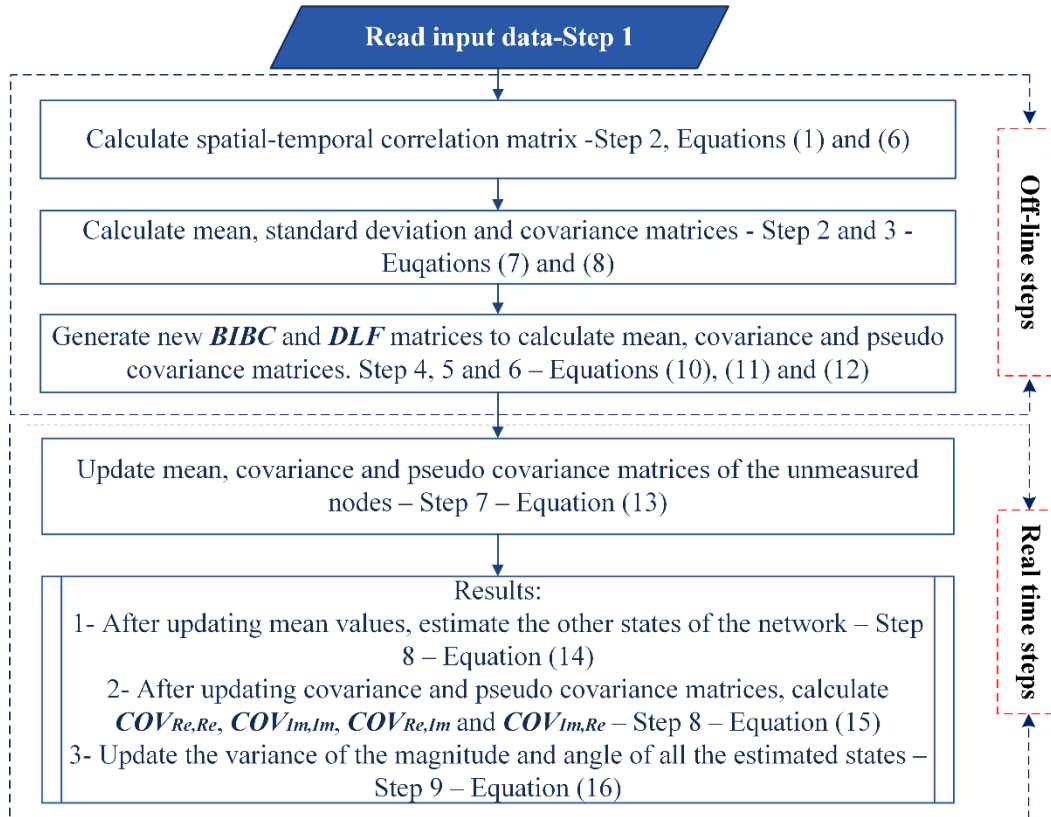 Read input data-Step 1
Calculate spatial-temporal correlation matrix -Step 2, Equations (1) and (6)
Calculate mean, standard deviation and covariance matrices - Step 2 and 3 -
Euqations (7) and (8)
Generate new BIBC and DLF matrices to calculate mean, covariance and pseudo
covariance matrices. Step 4, 5 and 6 – Equations (10), (11) and (12)
Off-line steps
Update mean, covariance and pseudo covariance matrices of the unmeasured
nodes – Step 7 – Equation (13)
Results:
1- After updating mean values, estimate the other states of the network – Step
8 – Equation (14)
2- After updating covariance and pseudo covariance matrices, calculate
COVRe,Re, COVIm,Im, COVRe,Im and COVIm,Re – Step 8 – Equation (15)
3- Update the variance of the magnitude and angle of all the estimated states –
Step 9 – Equation (16)
Real time steps